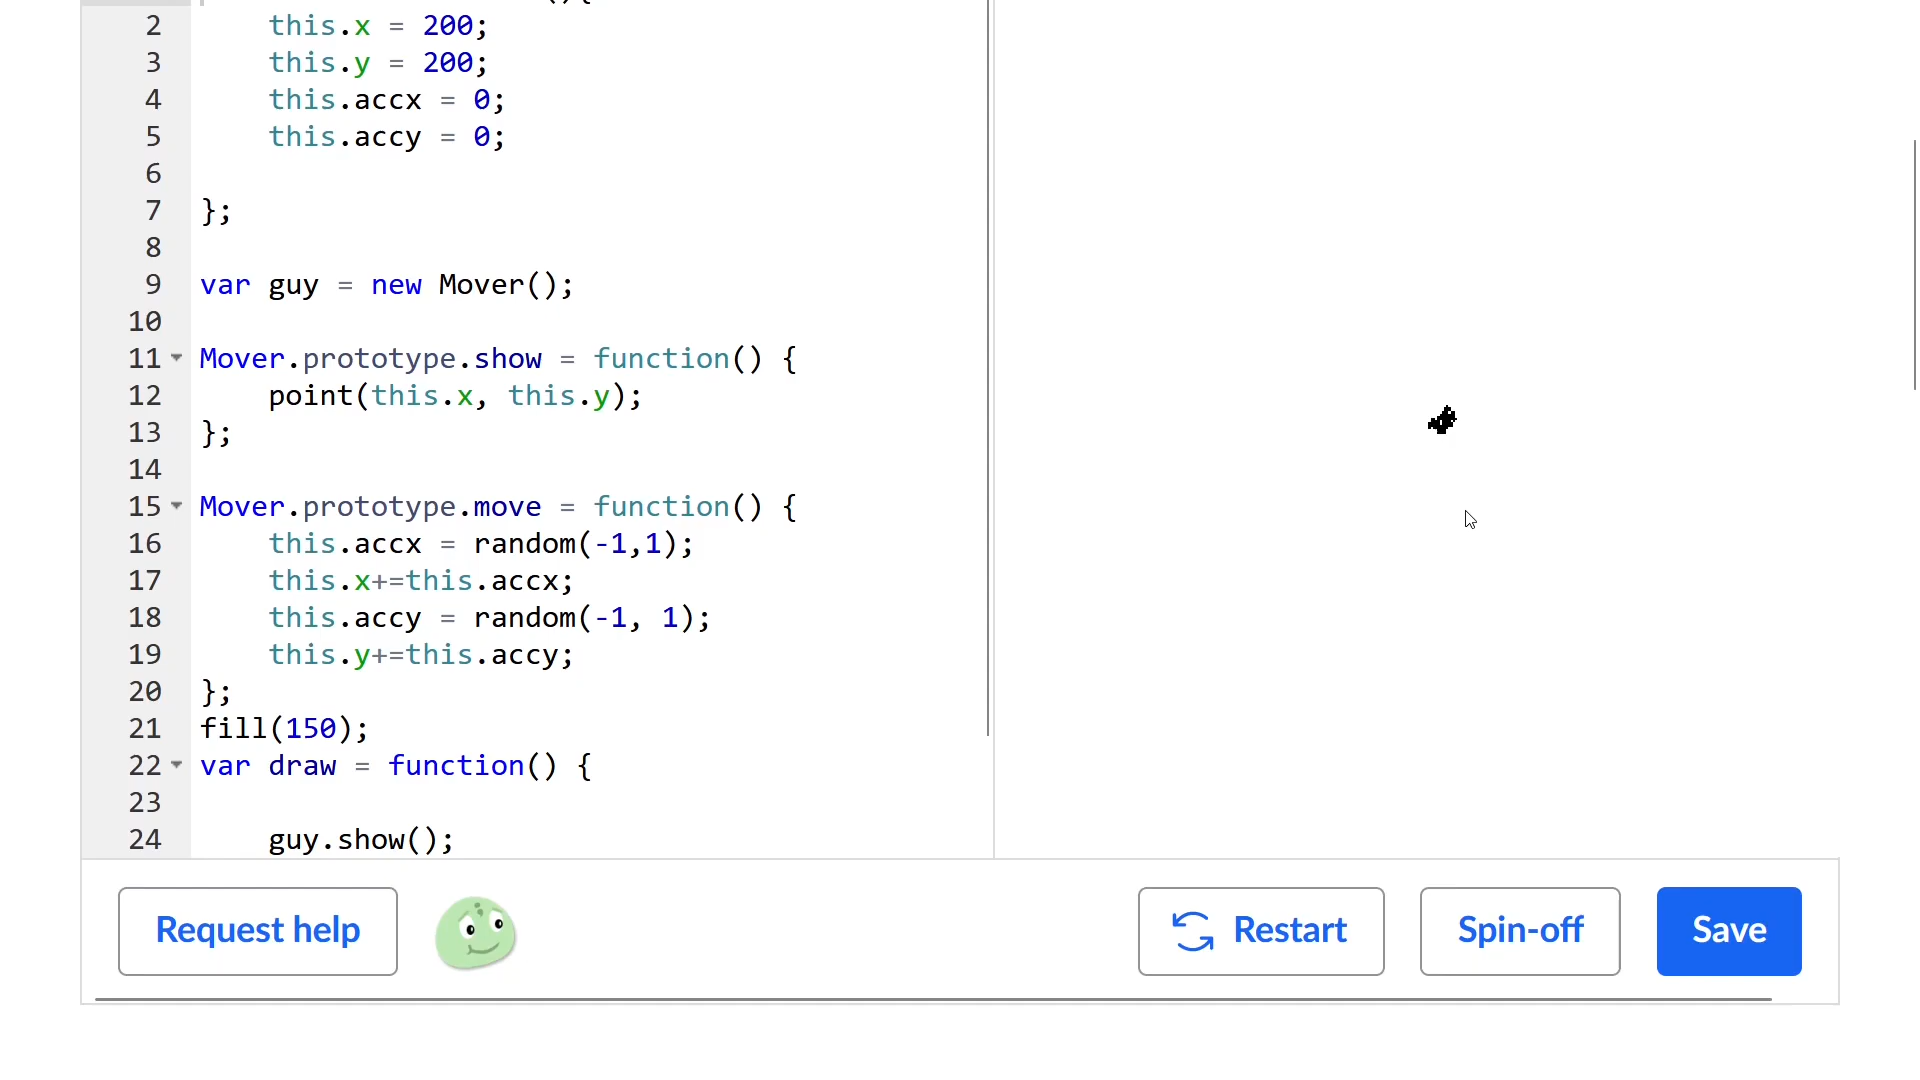 2 this.x = 200;
3 this.y = 200;
4 this.accx = 0;
5 this.accy = 0;
6
7 };
8
9 var guy = new Mover();
10
11 Mover.prototype.show = function() {
12 point(this.x, this.y);
13 };
14
15 Mover.prototype.move = function() {
16 this.accx = random(-1,1);
17 this.x+=this.accx;
18 this.accy = random(-1, 1);
19 this.y+=this.accy;
20 };
21 fill(150);
22 var draw = function() {
23
24 guy.show();
Request help
Restart
Spin-off
Save